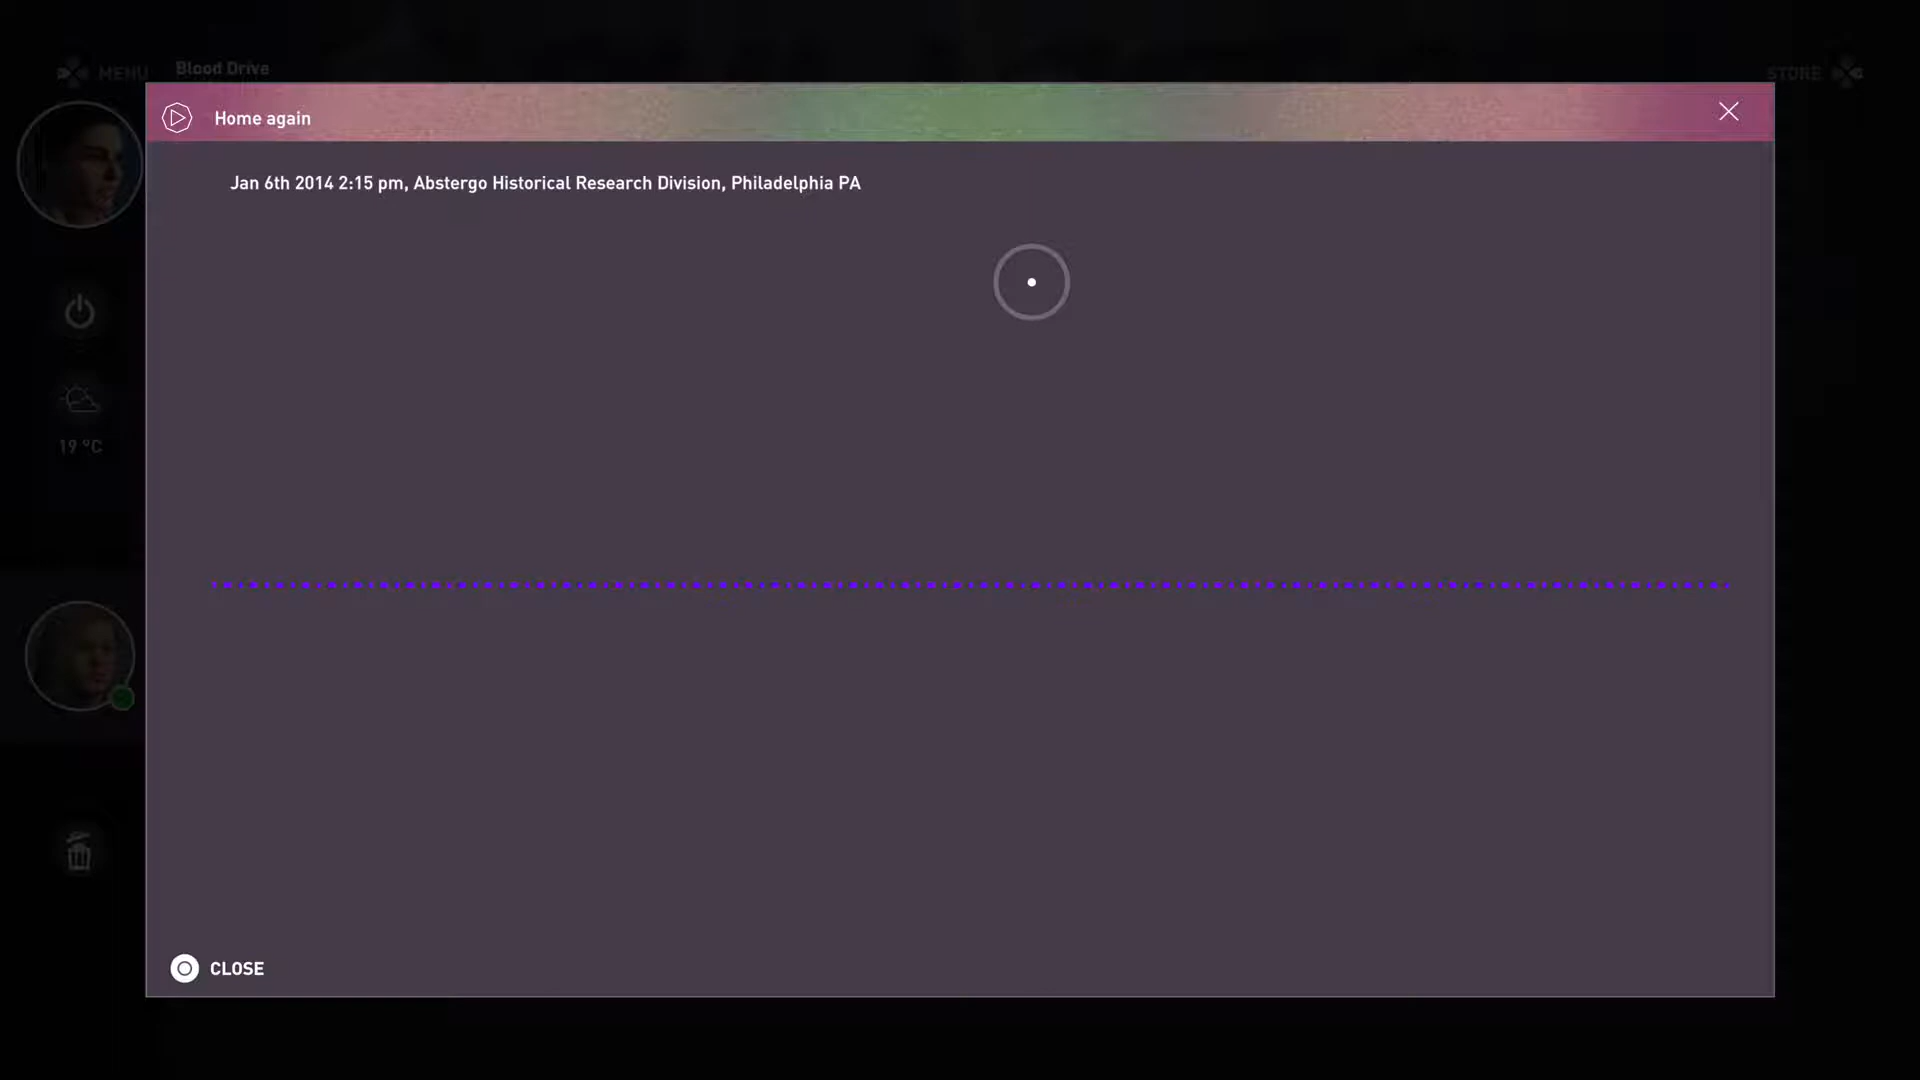 MENU
Blood Drive
STORE
Home again
Jan 6th 2014 2:15 pm, Abstergo Historical Research Division, Philadelphia PA
19 °C
CLOSE